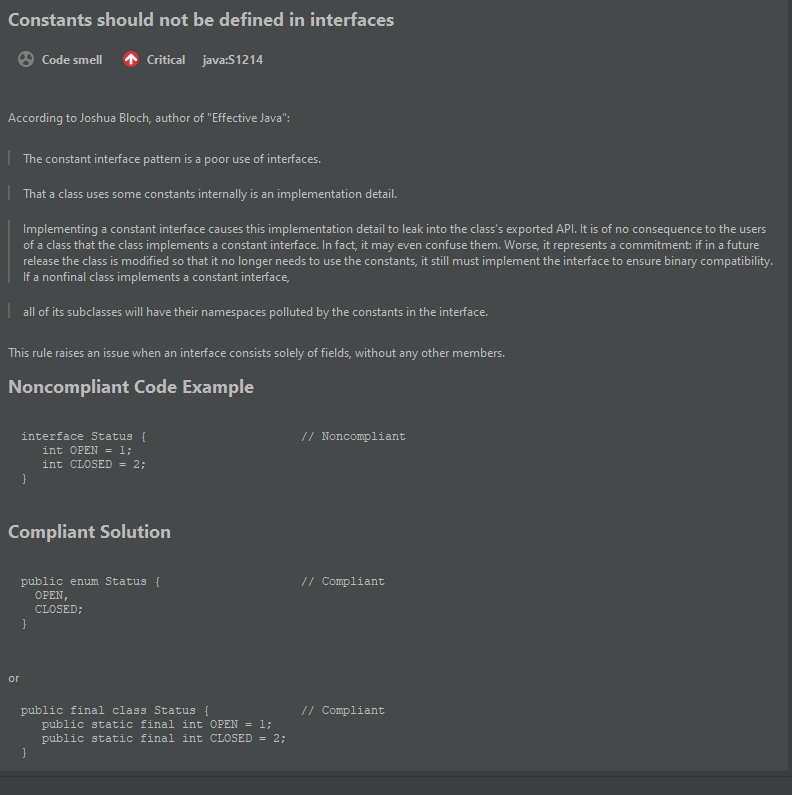 Constants should not be defined in interfaces
Code smell Critical java:S1214
According to Joshua Bloch, author of "Effective Java":
The constant interface pattern is a poor use of interfaces.
That a class uses some constants internally is an implementation detail.
Implementing a constant interface causes this implementation detail to leak into the class's exported API. It is of no consequence to the users
of a class that the class implements a constant interface. In fact, it may even confuse them. Worse, it represents a commitment: if in a future
release the class is modified so that it no longer needs to use the constants, it still must implement the interface to ensure binary compatibility.
If a nonfinal class implements a constant interface,
all of its subclasses will have their namespaces polluted by the constants in the interface.
This rule raises an issue when an interface consists solely of fields, without any other members.
Noncompliant Code Example
interface Status { // Noncompliant
int OPEN = 1;
int CLOSED = 2;
}
Compliant Solution
public enum Status { // Compliant
OPEN,
CLOSED;
}
or
public final class Status { // Compliant
public static final int OPEN = 1;
public static final int CLOSED = 2;
}